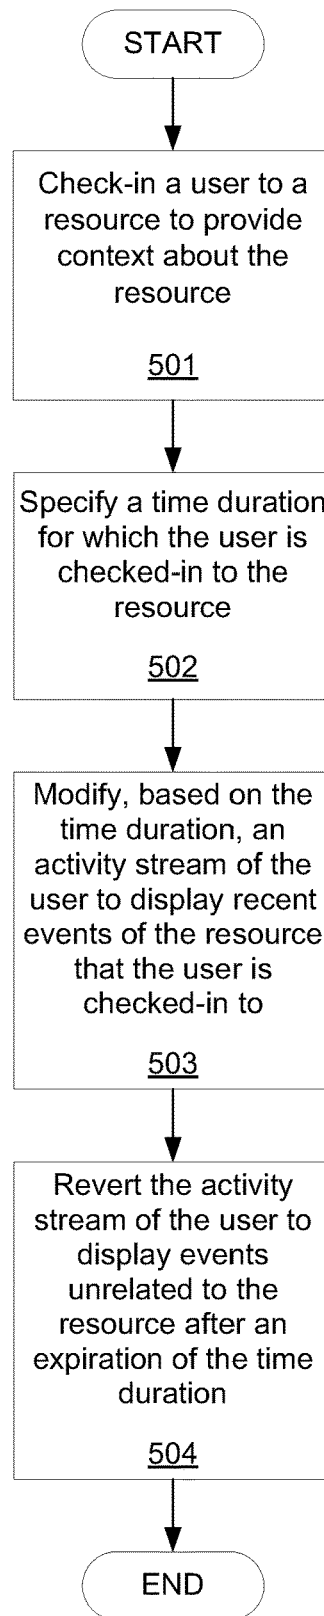 START
Check-in a user to a
resource to provide
context about the
resource
501
Specify a time duration
for which the user is
checked-in to the
resource
502
Modify, based on the
time duration, an
activity stream of the
user to display recent
events of the resource
that the user is
checked-in to
503
Revert the activity
stream of the user to
display events
unrelated to the
resource after an
expiration of the time
duration
504
END